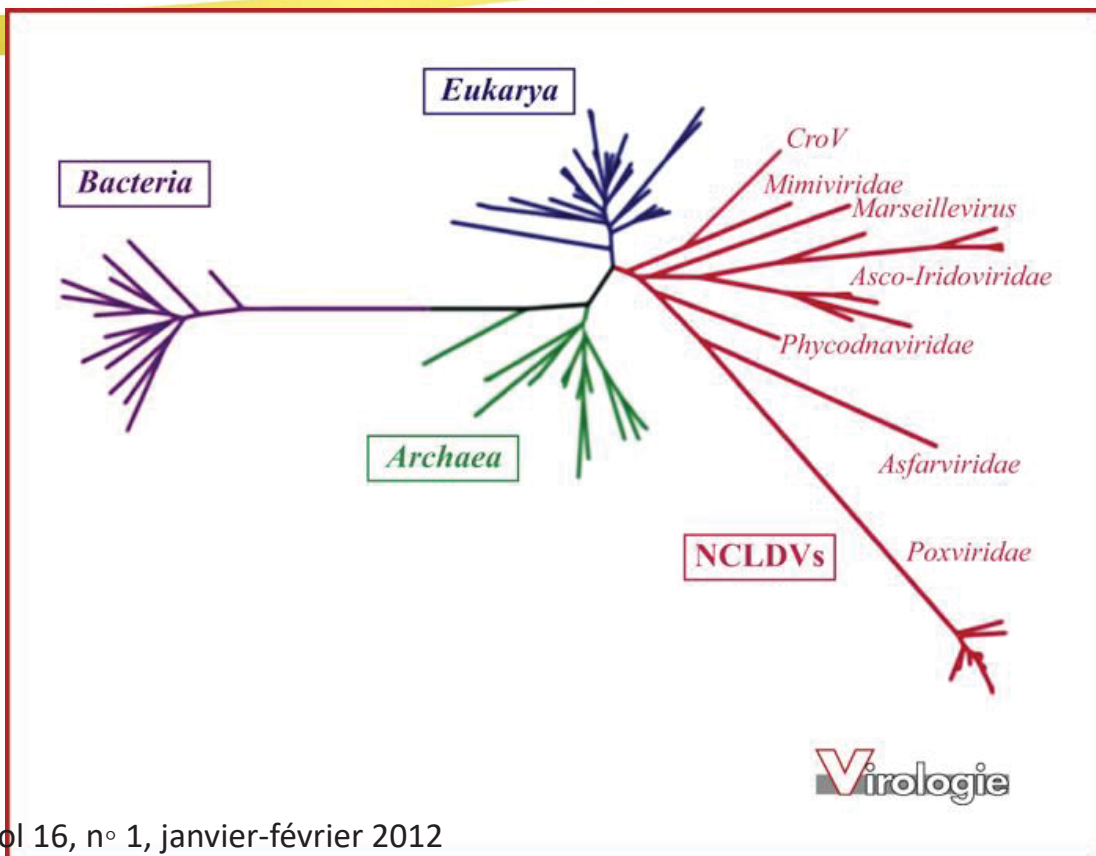 Eukarya
Bacteria
CroV
Mimiviridae
Marseillevirus
Asco-Iridoviridae
Phycodnaviridae
Archaea
Asfarviridae
NCLDVs
Poxviridae
Virologie
ol 16, n° 1, janvier-février 2012